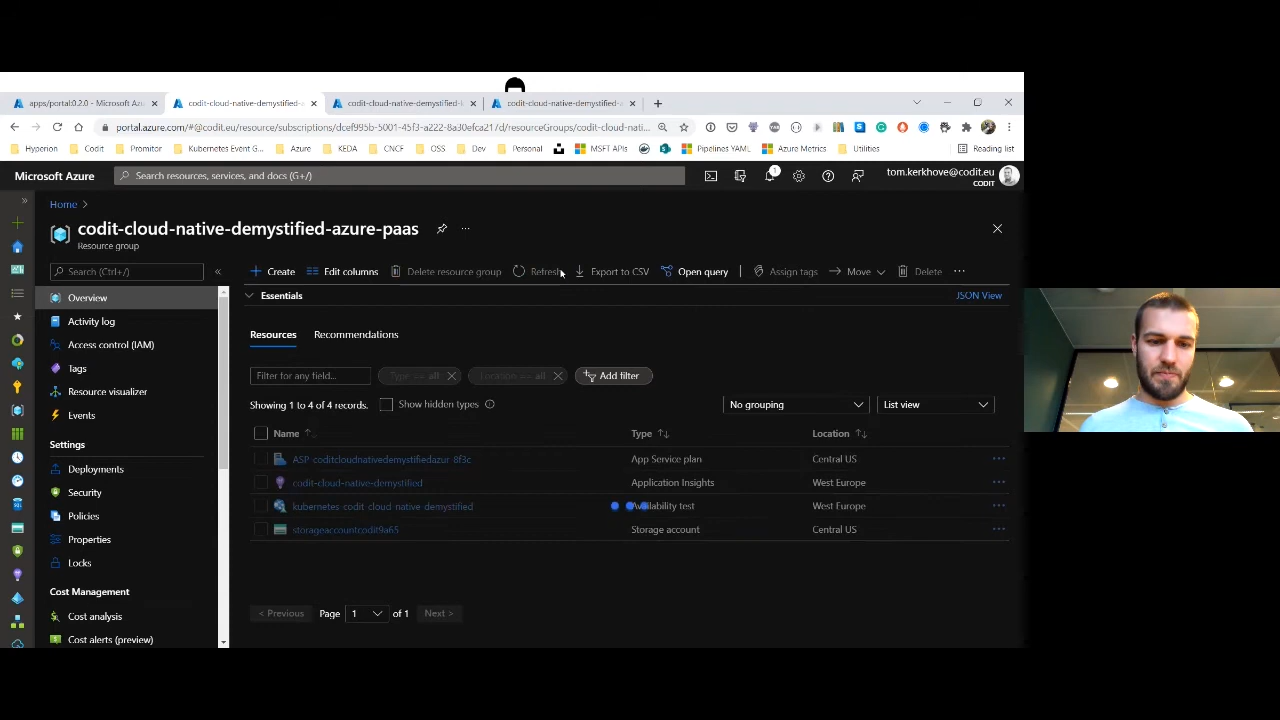 apps/portal:0.2.0 - Microsoft Azu
codit-cloud-native-demystified-a
codit-cloud-native-demystified-k
codit-cloud-native-demystified-a
portal.azure.com/#@codit.eu/resource/subscriptions/dcef995b-5001-45f3-a222-8a30efca217d/resourceGroups/codit-cloud-nati...
Hyperion
Codit
Promitor
Kubernetes Event G...
Azure
KEDA
CNCF
OSS
Dev
Personal
MSFT APIs
Pipelines YAML
Azure Metrics
Utilities
Reading list
Microsoft Azure
Search resources, services, and docs (G+/)
1
tom.kerkhove@codit.eu
CODIT
Home >
codit-cloud-native-demystified-azure-paas
Resource group
Search (Ctrl+/)
Create
Edit columns
Delete resource group
Refresh
Export to CSV
Open query
Assign tags
Move
Delete
Overview
Essentials
JSON View
Activity log
Access control (IAM)
Tags
Resource visualizer
Events
Settings
Deployments
Security
Policies
Properties
Locks
Cost Management
Cost analysis
Cost alerts (preview)
Resources
Recommendations
Filter for any field...
Type == all
Location == all
Add filter
Showing 1 to 4 of 4 records.
Show hidden types
No grouping
List view
Name
Type
Location
ASP-coditcloudnativedemystifiedazur-8f3c
App Service plan
Central US
codit-cloud-native-demystified
Application Insights
West Europe
kubernetes-codit-cloud-native-demystified
Availability test
West Europe
storageaccountcodit9a65
Storage account
Central US
< Previous
Page
1
of 1
Next >